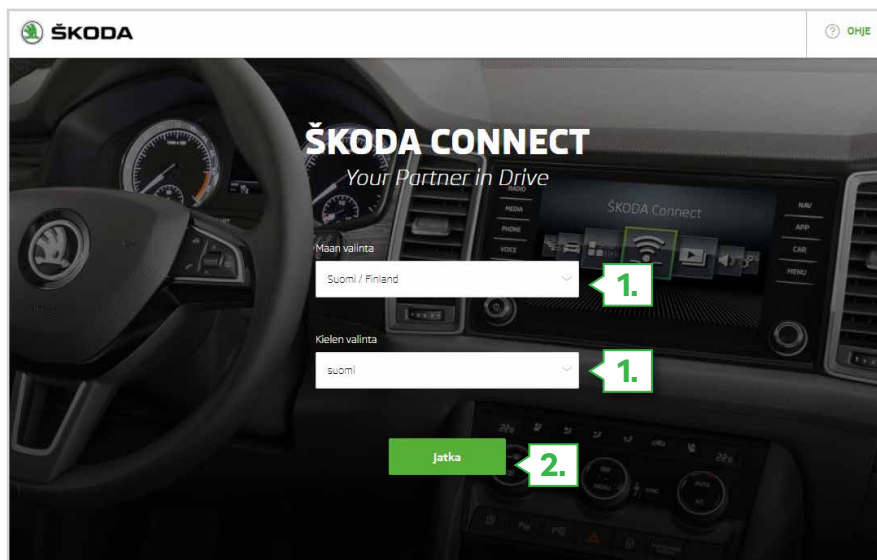 ŠKODA
OHJE
ŠKODA CONNECT
Your Partner in Drive
RADIO
MEDIA
PHONE
VOICE
ŠKODA Connect
NAV
APP
CAR
MENU
Maan valinta
Suomi / Finland
1.
Kielen valinta
suomi
1.
Jatka
2.